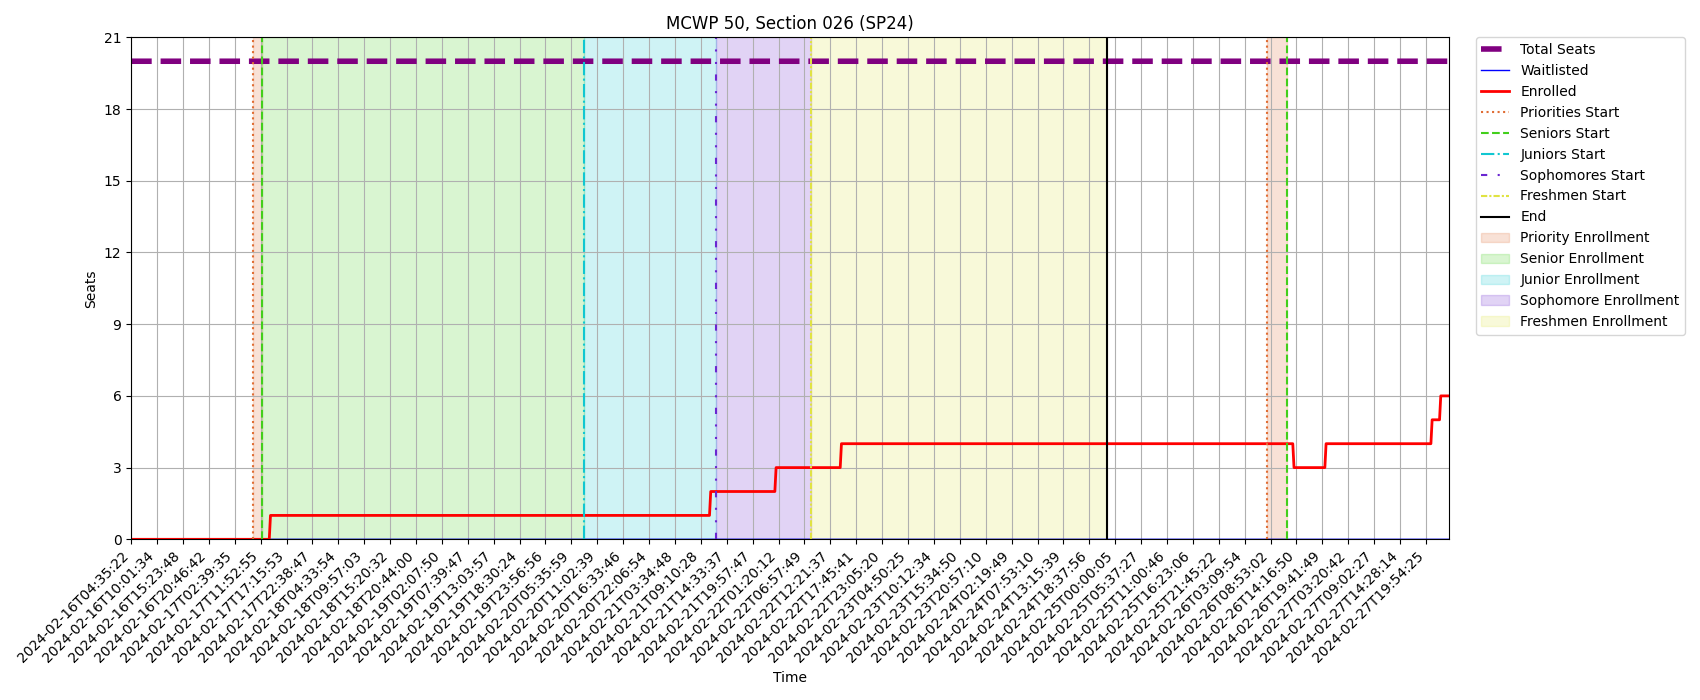 MCWP 50, Section 026 (SP24)
Seats
21
18
15
12
9
6
3
0
2024-02-16T04:35:22
2024-02-16T10:01:34
2024-02-16T15:23:48
2024-02-16T20:46:42
2024-02-17T02:39:35
2024-02-17T11:52:55
2024-02-17T17:15:53
2024-02-17T22:38:47
2024-02-18T04:33:54
2024-02-18T09:57:03
2024-02-18T15:20:32
2024-02-18T20:44:00
2024-02-19T02:07:50
2024-02-19T07:39:47
2024-02-19T13:03:57
2024-02-19T18:30:24
2024-02-19T23:56:56
2024-02-20T05:35:59
2024-02-20T11:02:39
2024-02-20T16:33:46
2024-02-20T22:06:54
2024-02-21T03:34:48
2024-02-21T09:10:28
2024-02-21T14:33:37
2024-02-21T19:57:47
2024-02-22T01:20:12
2024-02-22T06:57:49
2024-02-22T12:21:37
2024-02-22T17:45:41
2024-02-22T23:05:20
2024-02-23T04:50:25
2024-02-23T10:12:34
2024-02-23T15:34:50
2024-02-23T20:57:10
2024-02-24T02:19:49
2024-02-24T07:53:10
2024-02-24T13:15:39
2024-02-24T18:37:56
2024-02-25T00:00:05
2024-02-25T05:37:27
2024-02-25T11:00:46
2024-02-25T16:23:06
2024-02-25T21:45:22
2024-02-26T03:09:54
2024-02-26T08:53:02
2024-02-26T14:16:50
2024-02-26T19:41:49
2024-02-27T03:20:42
2024-02-27T09:02:27
2024-02-27T14:28:14
2024-02-27T19:54:25
Time
Total Seats
Waitlisted
Enrolled
Priorities Start
Seniors Start
Juniors Start
Sophomores Start
Freshmen Start
End
Priority Enrollment
Senior Enrollment
Junior Enrollment
Sophomore Enrollment
Freshmen Enrollment